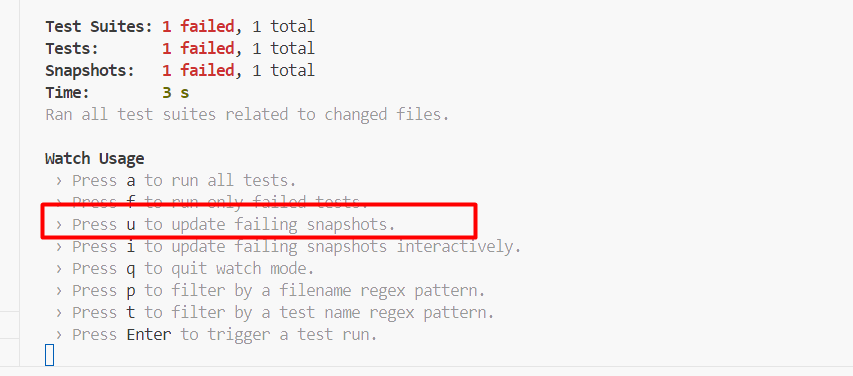 Test Suites: 1 failed, 1 total
Tests: 1 failed, 1 total
Snapshots: 1 failed, 1 total
Time: 3 s
Ran all test suites related to changed files.
Watch Usage
› Press a to run all tests.
› Press f to run only failed tests.
› Press u to update failing snapshots.
› Press i to update failing snapshots interactively.
› Press q to quit watch mode.
› Press p to filter by a filename regex pattern.
› Press t to filter by a test name regex pattern.
› Press Enter to trigger a test run.